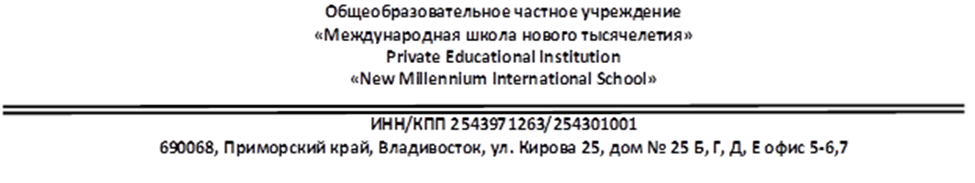 Общеобразовательное частное учреждение
«Международная школа нового тысячелетия»
Private Educational Institution
«New Millennium International School»
ИНН/КПП 2543971263/254301001
690068, Приморский край, Владивосток, ул. Кирова 25, дом № 25 Б, Г, Д, Е офис 5-6,7